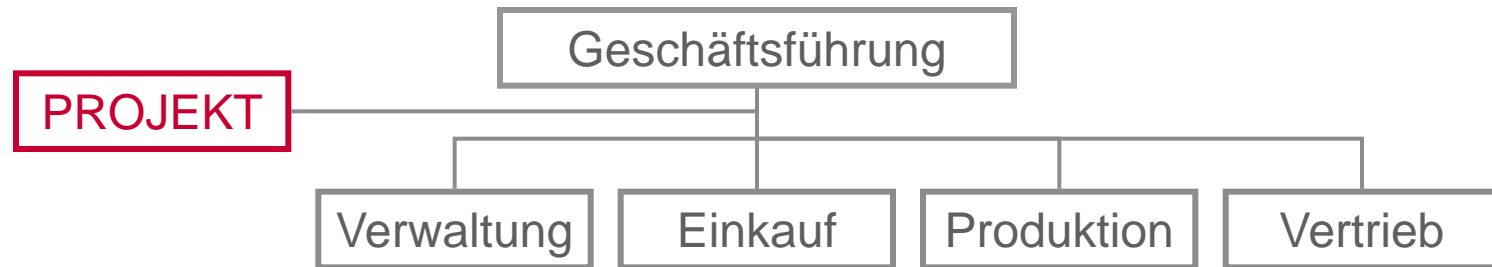 Geschäftsführung
PROJEKT
Verwaltung
Einkauf
Produktion
Vertrieb